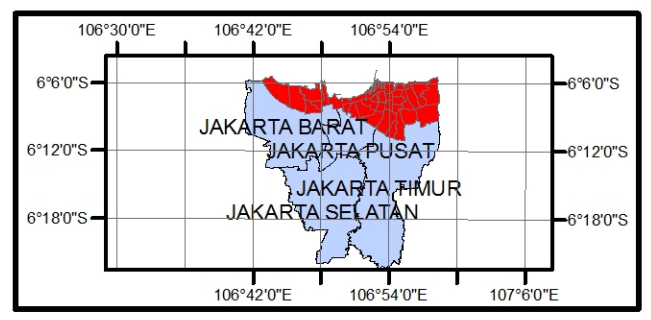 106°30'0"E 106°42'0"E 106°54'0"E
6°6'0"S 6°6'0"S
JAKARTA BARAT
6°12'0"S JAKARTA PUSAT 6°12'0"S
JAKARTA TIMUR
JAKARTA SELATAN
6°18'0"S 6°18'0"S
106°42'0"E 106°54'0"E 107°6'0"E